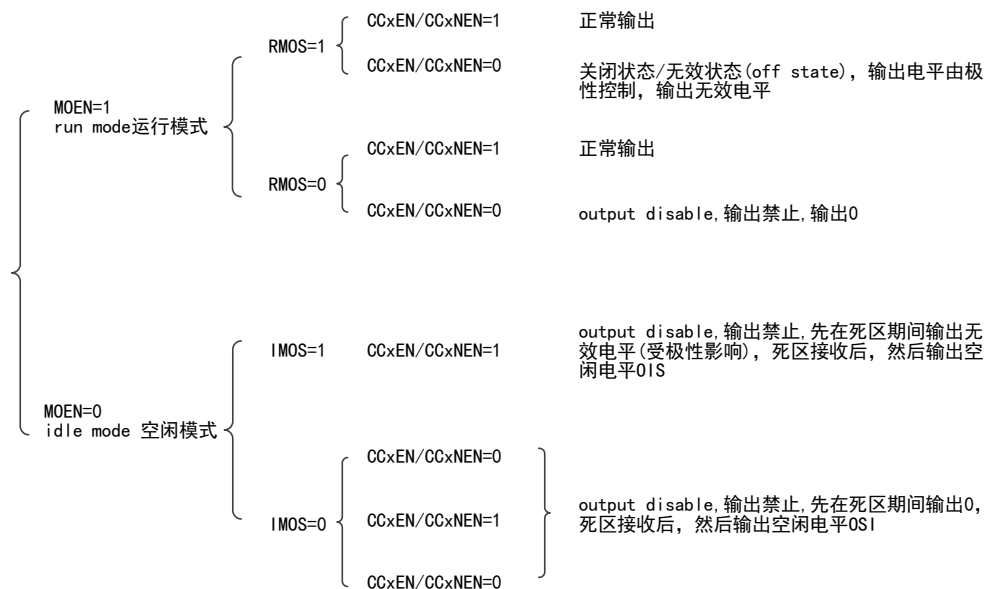 CCxEN/CCxNEN=1
正常输出
RMOS=1
CCxEN/CCxNEN=0
关闭状态/无效状态(off state), 输出电平由极
性控制, 输出无效电平
MOEN=1
run mode运行模式
CCxEN/CCxNEN=1
正常输出
RMOS=0
CCxEN/CCxNEN=0
output disable,输出禁止,输出0
IMOS=1
CCxEN/CCxNEN=1
output disable,输出禁止,先在死区期间输出无
效电平(受极性影响), 死区接收后, 然后输出空
闲电平OIS
MOEN=0
idle mode 空闲模式
CCxEN/CCxNEN=0
IMOS=0
CCxEN/CCxNEN=1
output disable,输出禁止,先在死区期间输出0,
死区接收后, 然后输出空闲电平OSI
CCxEN/CCxNEN=0